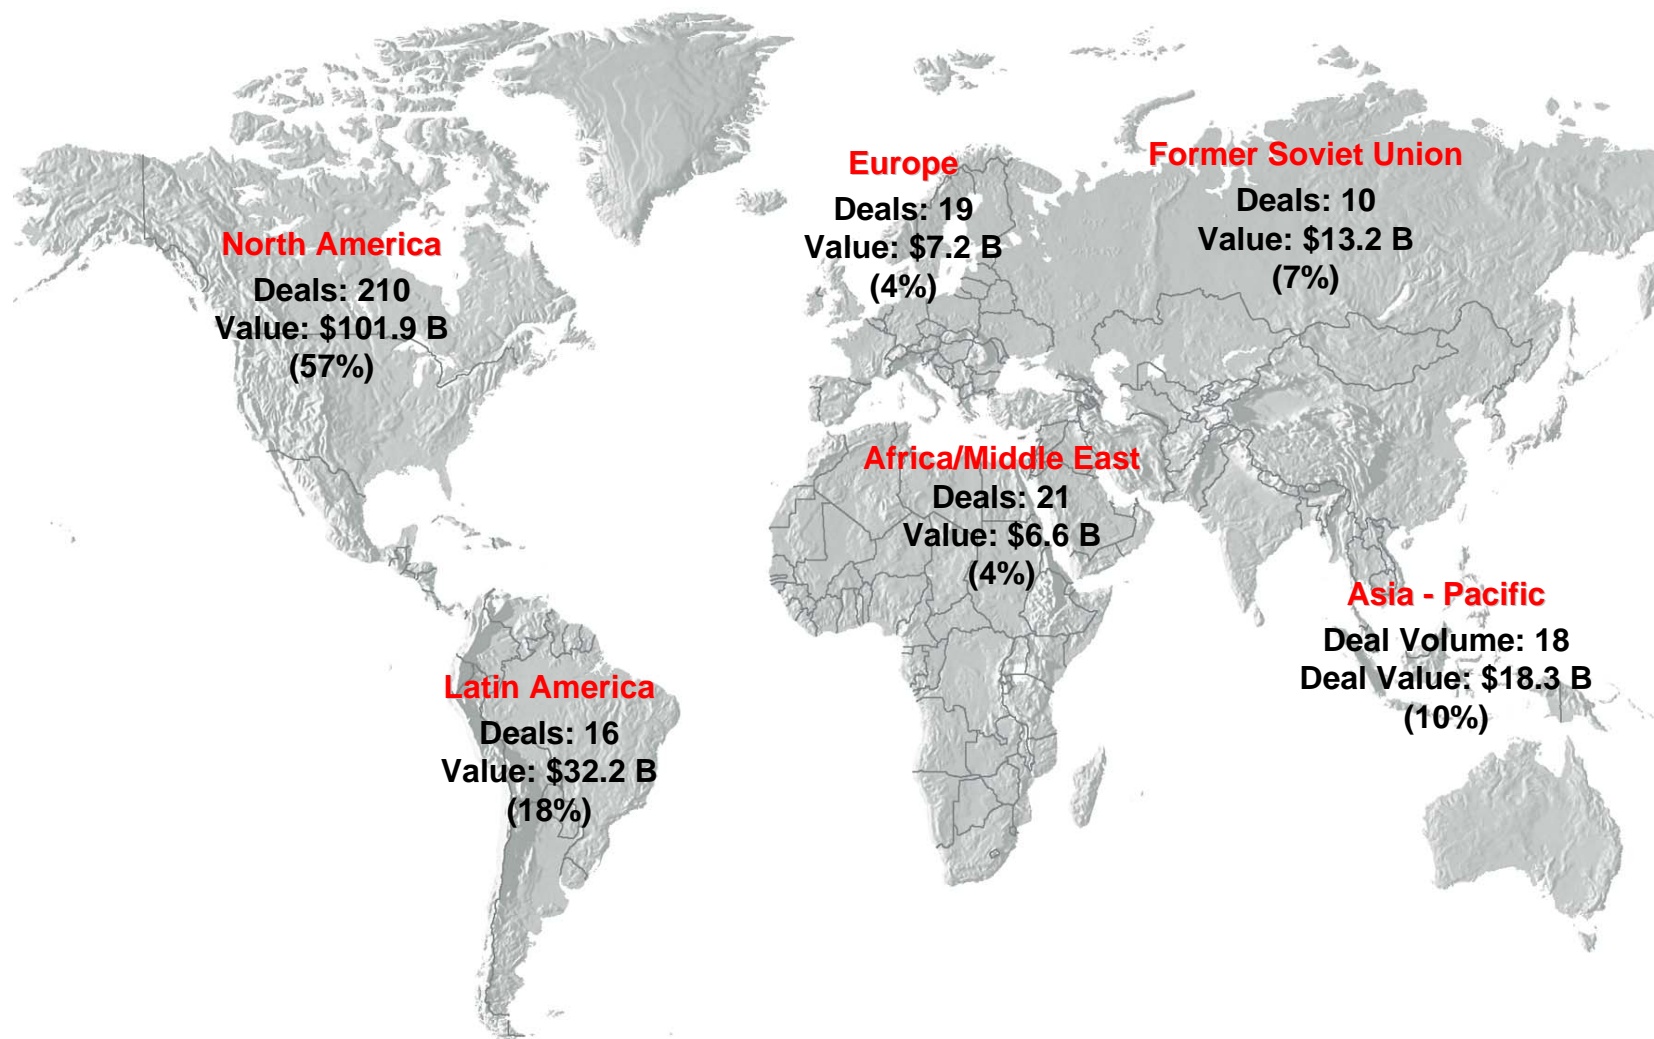 North America
Deals: 210
Value: $101.9 B
(57%)
Europe
Deals: 19
Value: $7.2 B
(4%)
Former Soviet Union
Deals: 10
Value: $13.2 B
(7%)
Africa/Middle East
Deals: 21
Value: $6.6 B
(4%)
Asia - Pacific
Deal Volume: 18
Deal Value: $18.3 B
(10%)
Latin America
Deals: 16
Value: $32.2 B
(18%)